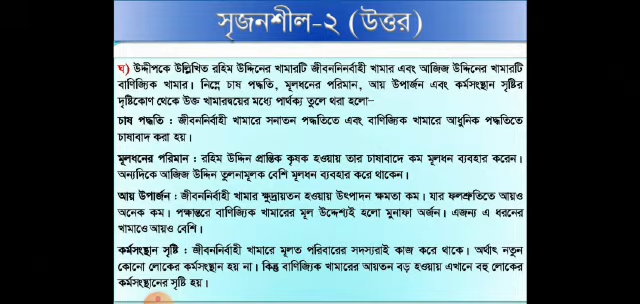 সৃজনশীল-২ (উত্তর)
ঘ) উদ্দীপকে উল্লিখিত রহিম উদ্দিনের খামারটি জীবননির্বাহী খামার এবং আজিজ উদ্দিনের খামারটি
বাণিজ্যিক খামার। নিম্নে চাষ পদ্ধতি, মূলধনের পরিমান, আয় উপার্জন এবং কর্মসংস্থান সৃষ্টির
দৃষ্টিকোণ থেকে উক্ত খামারদ্বয়ের মধ্যে পার্থক্য তুলে ধরা হলো–
চাষ পদ্ধতি : জীবননির্বাহী খামারে সনাতন পদ্ধতিতে এবং বাণিজ্যিক খামারে আধুনিক পদ্ধতিতে
চাষাবাদ করা হয়।
মূলধনের পরিমান : রহিম উদ্দিন প্রান্তিক কৃষক হওয়ায় তার চাষাবাদে কম মূলধন ব্যবহার করেন।
অন্যদিকে আজিজ উদ্দিন তুলনামূলক বেশি মূলধন ব্যবহার করে থাকেন।
আয় উপার্জন : জীবননির্বাহী খামার ক্ষুদ্রায়তন হওয়ায় উৎপাদন ক্ষমতা কম। যার ফলশ্রুতিতে আয়ও
অনেক কম। পক্ষান্তরে বাণিজ্যিক খামারের মূল উদ্দেশ্যই হলো মুনাফা অর্জন। এজন্য এ ধরনের
খামাওে আয়ও বেশি।
কর্মসংস্থান সৃষ্টি : জীবননির্বাহী খামারে মূলত পরিবারের সদস্যরাই কাজ করে থাকে। অর্থাৎ নতুন
কোনো লোকের কর্মসংস্থান হয় না। কিন্তু বাণিজ্যিক খামারের আয়তন বড় হওয়ায় এখানে বহু লোকের
কর্মসংস্থানের সৃষ্টি হয়।